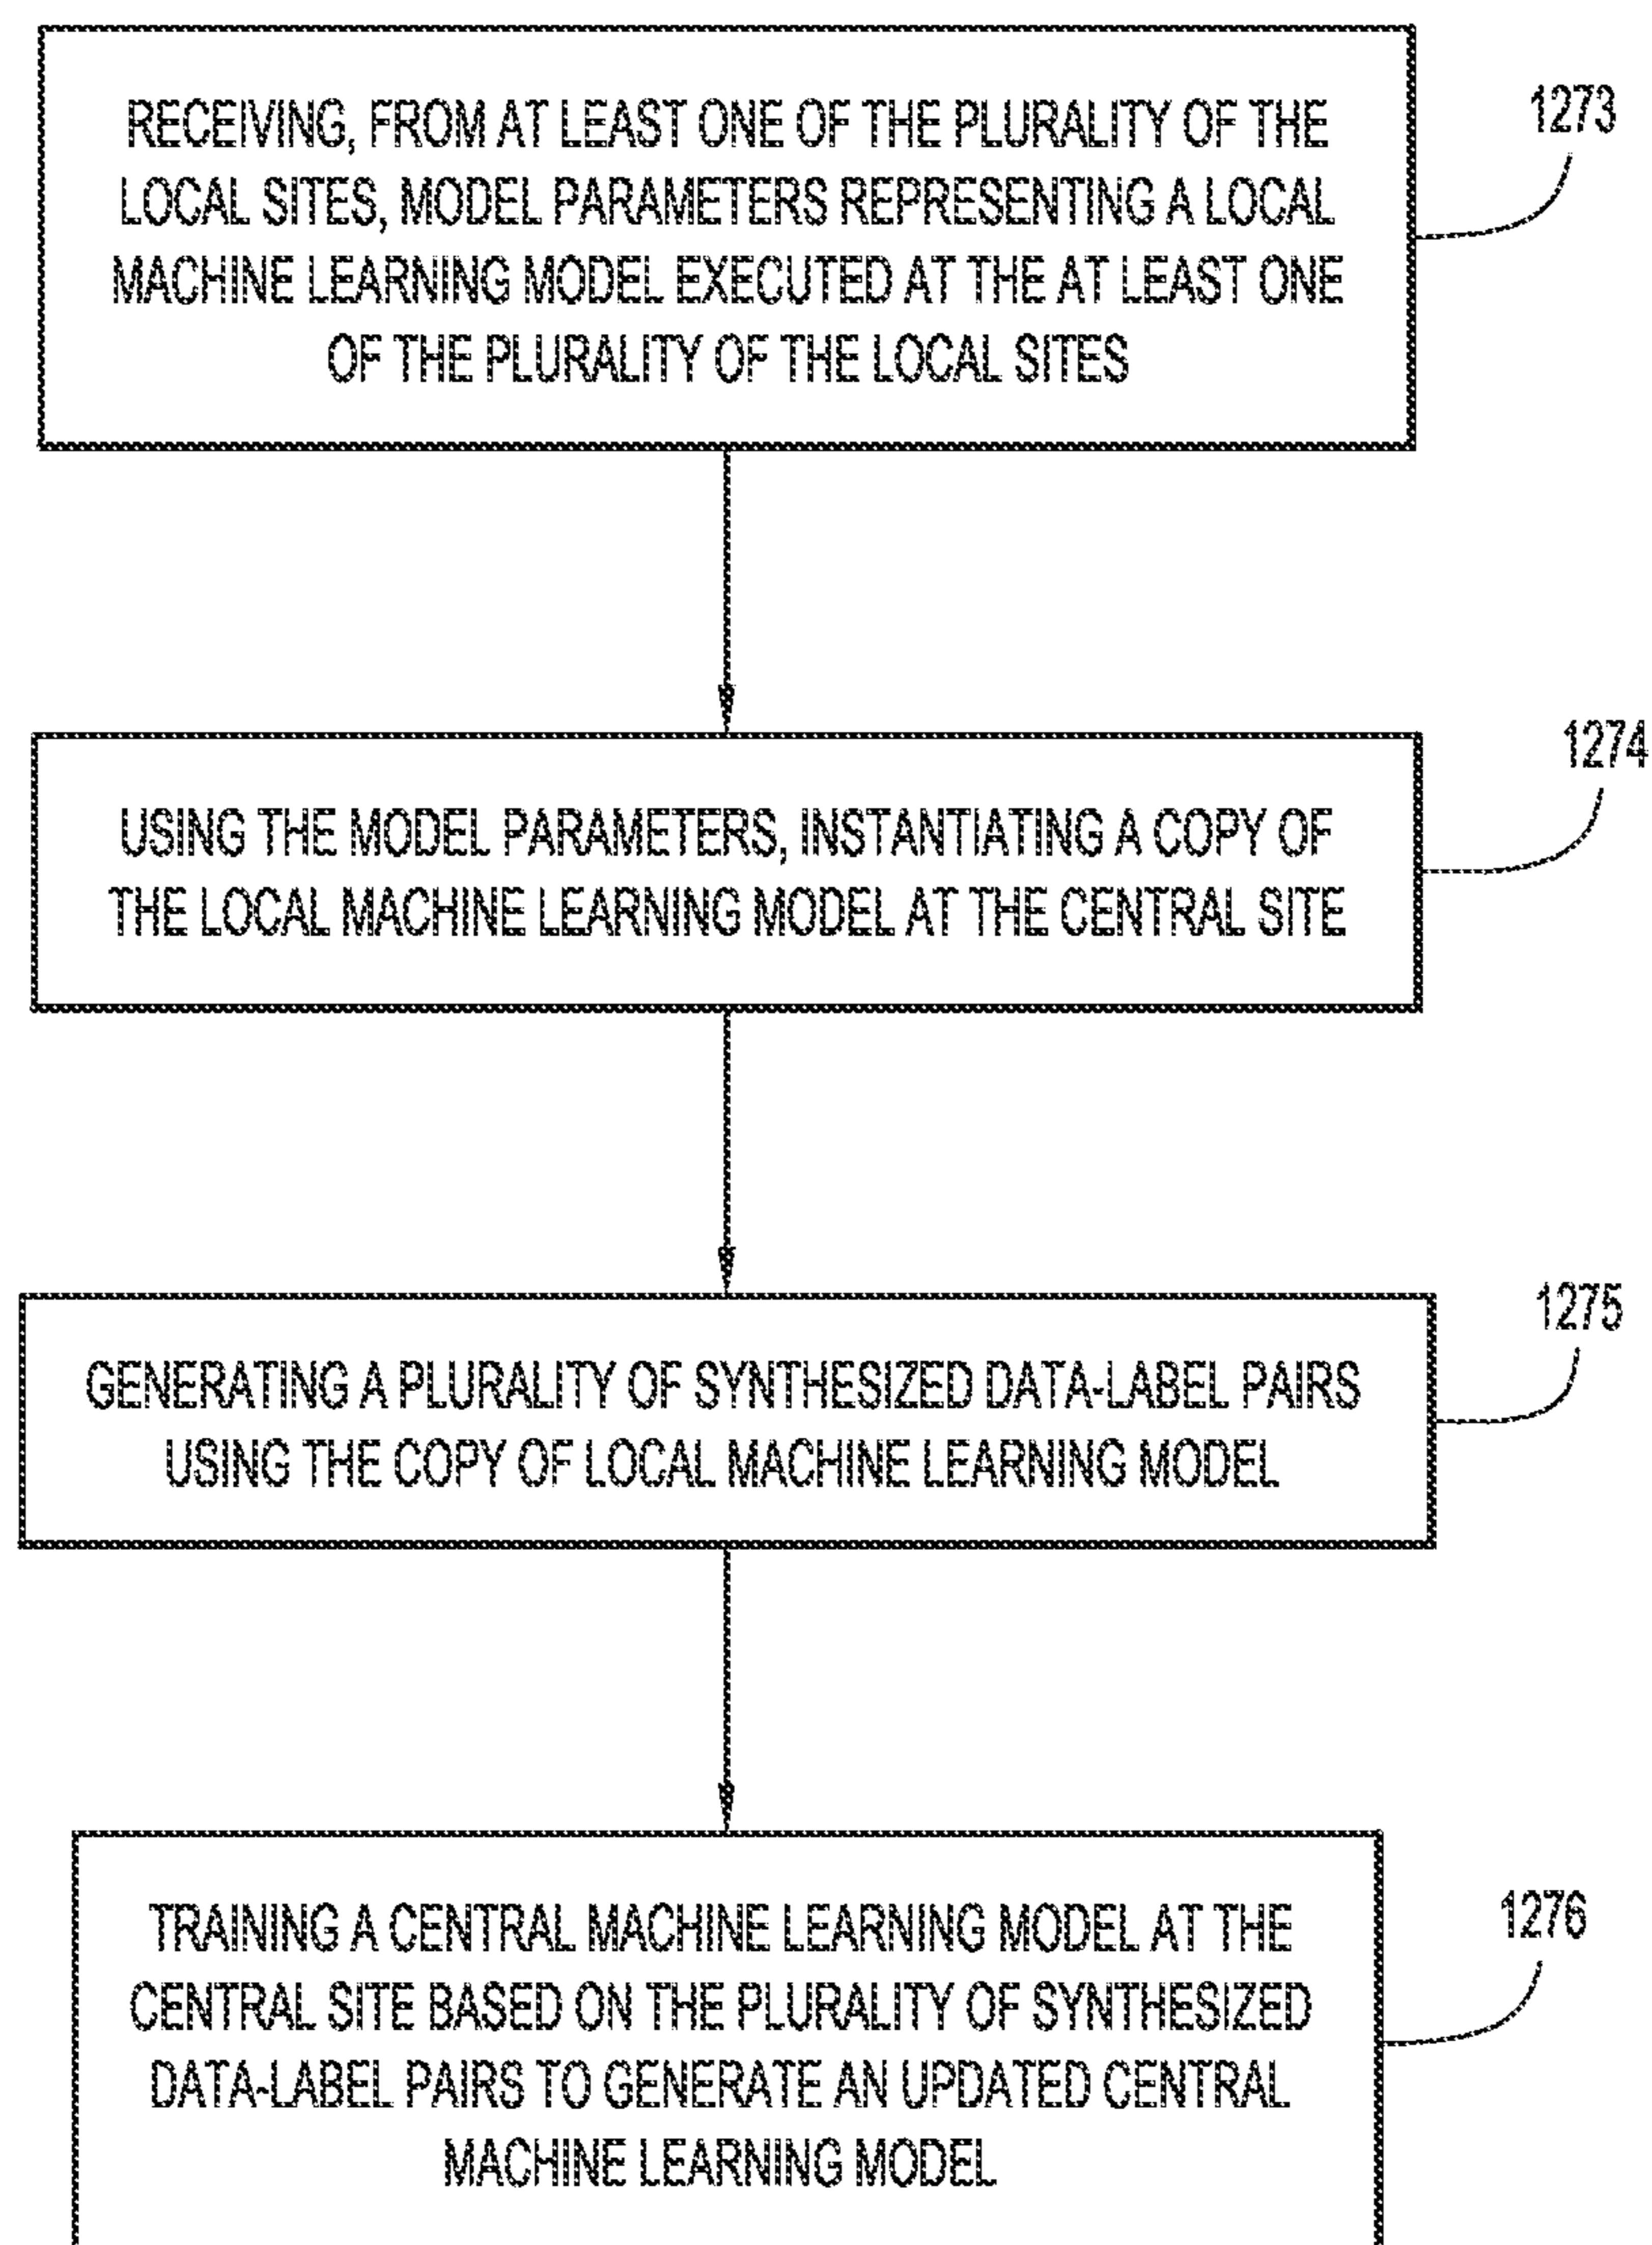 RECEIVING, FROM AT LEAST ONE OF THE PLURALITY OF THE
LOCAL SITES, MODEL PARAMETERS REPRESENTING A LOCAL
MACHINE LEARNING MODEL EXECUTED AT THE AT LEAST ONE
OF THE PLURALITY OF THE LOCAL SITES
1273
USING THE MODEL PARAMETERS, INSTANTIATING A COPY OF
THE LOCAL MACHINE LEARNING MODEL AT THE CENTRAL SITE
1274
GENERATING A PLURALITY OF SYNTHESIZED DATA-LABEL PAIRS
USING THE COPY OF LOCAL MACHINE LEARNING MODEL
1275
TRAINING A CENTRAL MACHINE LEARNING MODEL AT THE
CENTRAL SITE BASED ON THE PLURALITY OF SYNTHESIZED
DATA-LABEL PAIRS TO GENERATE AN UPDATED CENTRAL
MACHINE LEARNING MODEL
1276